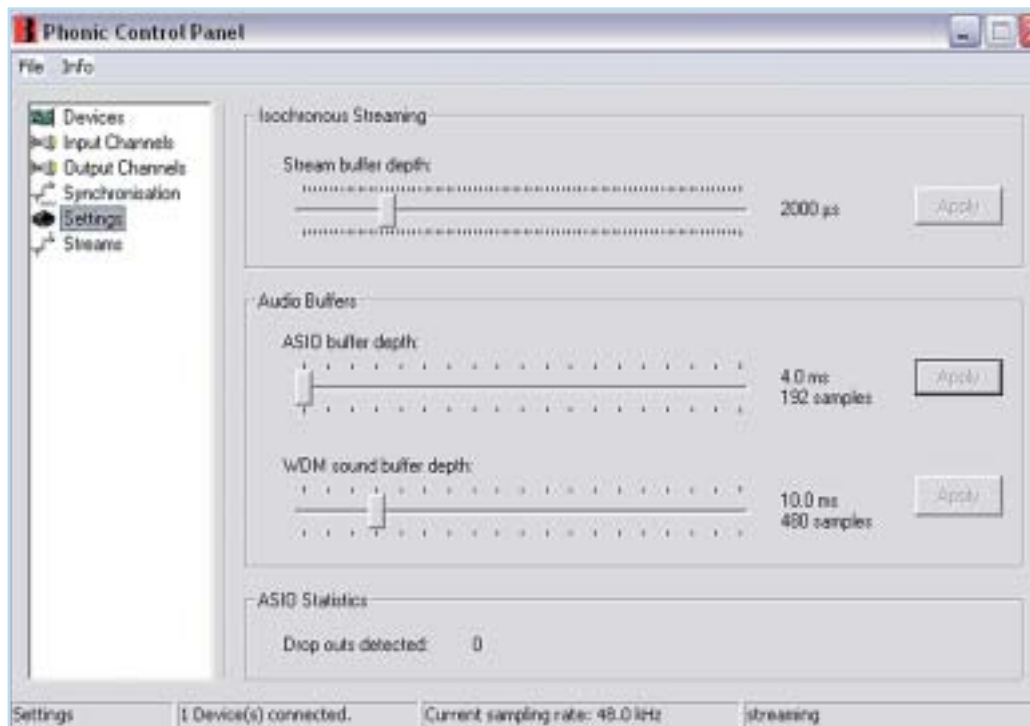 Phonic Control Panel
File Info
Devices
Input Channels
Output Channels
Synchronisation
Settings
Streams
Isochronous Streaming
Stream buffer depth:
2000 µs
Apply
Audio Buffers
ASIO buffer depth:
4.0 ms
192 samples
Apply
WDM sound buffer depth:
10.0 ms
480 samples
Apply
ASIO Statistics
Drop outs detected: 0
Settings 1 Device(s) connected. Current sampling rate: 48.0 kHz streaming